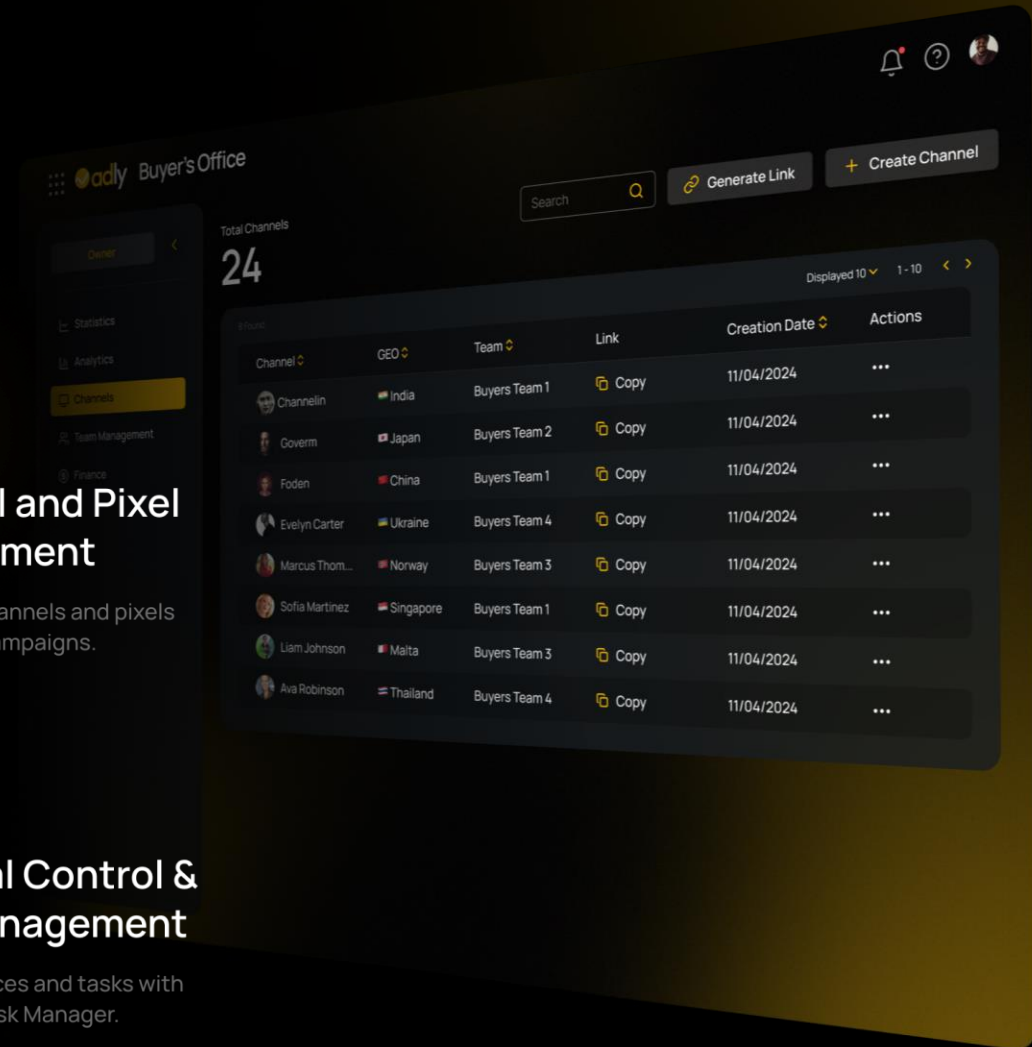 adly Buyer's Office
Search
Generate Link
+ Create Channel
Owner
Total Channels
24
Statistics
Analytics
Channels
Team Management
Finance
8 Found
Displayed 10
1 - 10
Channel GEO Team Link Creation Date Actions
Channelin India Buyers Team 1 Copy 11/04/2024 •••
Goverm Japan Buyers Team 2 Copy 11/04/2024 •••
Foden China Buyers Team 1 Copy 11/04/2024 •••
Evelyn Carter Ukraine Buyers Team 4 Copy 11/04/2024 •••
Marcus Thom... Norway Buyers Team 3 Copy 11/04/2024 •••
Sofia Martinez Singapore Buyers Team 1 Copy 11/04/2024 •••
Liam Johnson Malta Buyers Team 3 Copy 11/04/2024 •••
Ava Robinson Thailand Buyers Team 4 Copy 11/04/2024 •••
l and Pixel
ment
annels and pixels
mpaigns.
al Control &
nagement
ces and tasks with
sk Manager.